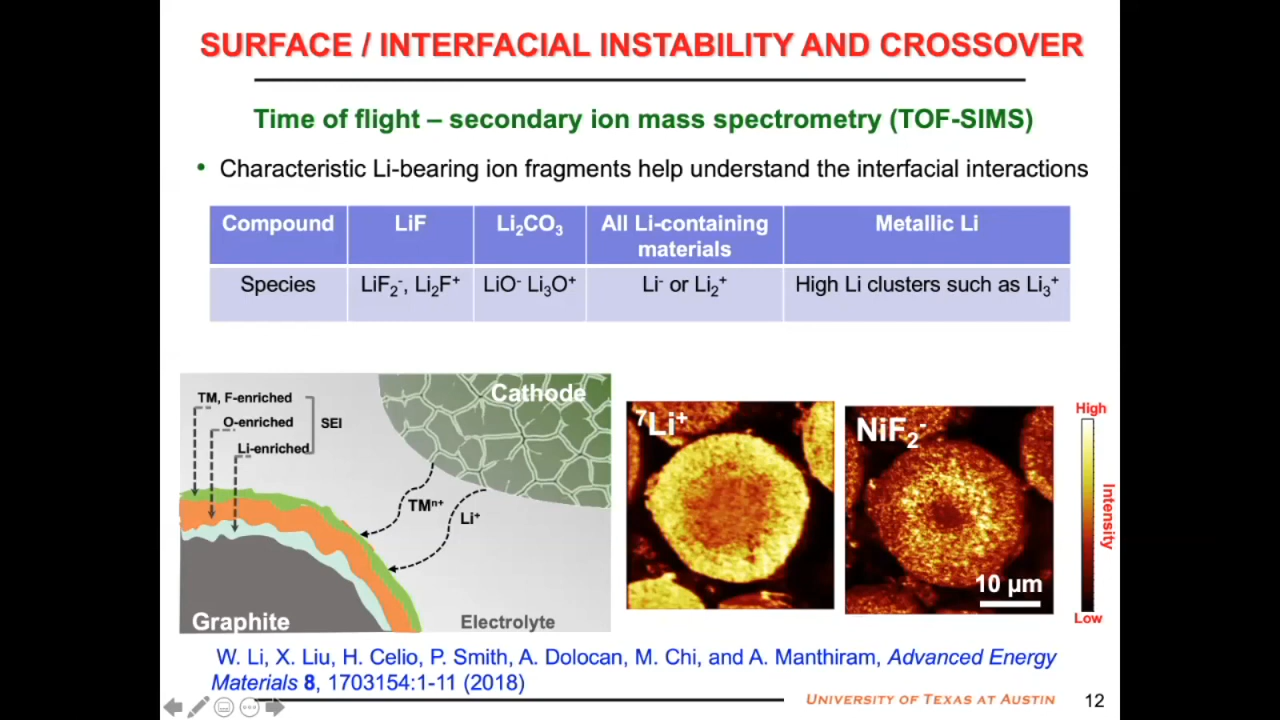 SURFACE / INTERFACIAL INSTABILITY AND CROSSOVER
Time of flight – secondary ion mass spectrometry (TOF-SIMS)
• Characteristic Li-bearing ion fragments help understand the interfacial interactions
Compound LiF Li₂CO₃ All Li-containing materials Metallic Li
Species LiF₂⁻, Li₂F⁺ LiO⁻ Li₃O⁺ Li⁻ or Li₂⁺ High Li clusters such as Li₃⁺
TM, F-enriched
O-enriched
SEI
Li-enriched
Cathode
TMⁿ⁺
Li⁺
Graphite
Electrolyte
⁷Li⁺
NiF₂⁻
10 µm
High
Intensity
Low
W. Li, X. Liu, H. Celio, P. Smith, A. Dolocan, M. Chi, and A. Manthiram, Advanced Energy
Materials 8, 1703154:1-11 (2018)
UNIVERSITY OF TEXAS AT AUSTIN
12